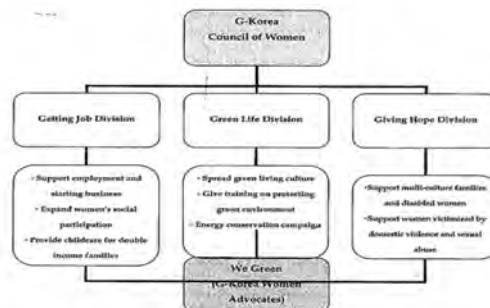 G-Korea
Council of Women
Getting Job Division
Green Life Division
Giving Hope Division
- Support employment and
starting business
- Expand women's social
participation
- Provide childcare for double
income families
- Spread green living culture
- Give training on protecting
green environment
- Energy conservation campaign
•Support multi-culture families
and disabled women
•Support women victimized by
domestic violence and sexual
abuse
We Green
(G-Korea Women
Advocates)